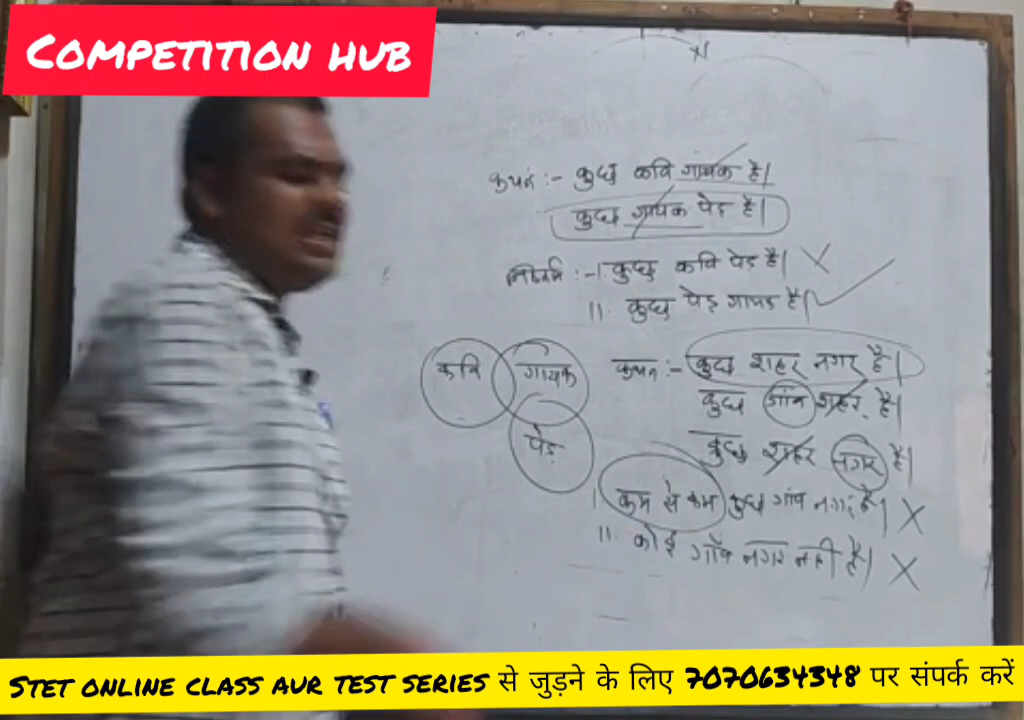 COMPETITION HUB
कथन :- कुछ कवि गायक है।
कुछ गायक पेड़ है।
निष्कर्ष :- I. कुछ कवि पेड़ है। X
II. कुछ पेड़ गायक है। ✓
कवि गायक
पेड़
कथन :- कुछ शहर नगर है।
कुछ गांव शहर है।
कुछ शहर नगर है।
I कम से कम कुछ गांव नगर है। X
II. कोई गाँव नगर नही है। X
STET ONLINE CLASS AUR TEST SERIES से जुड़ने के लिए 7070634348 पर संपर्क करें